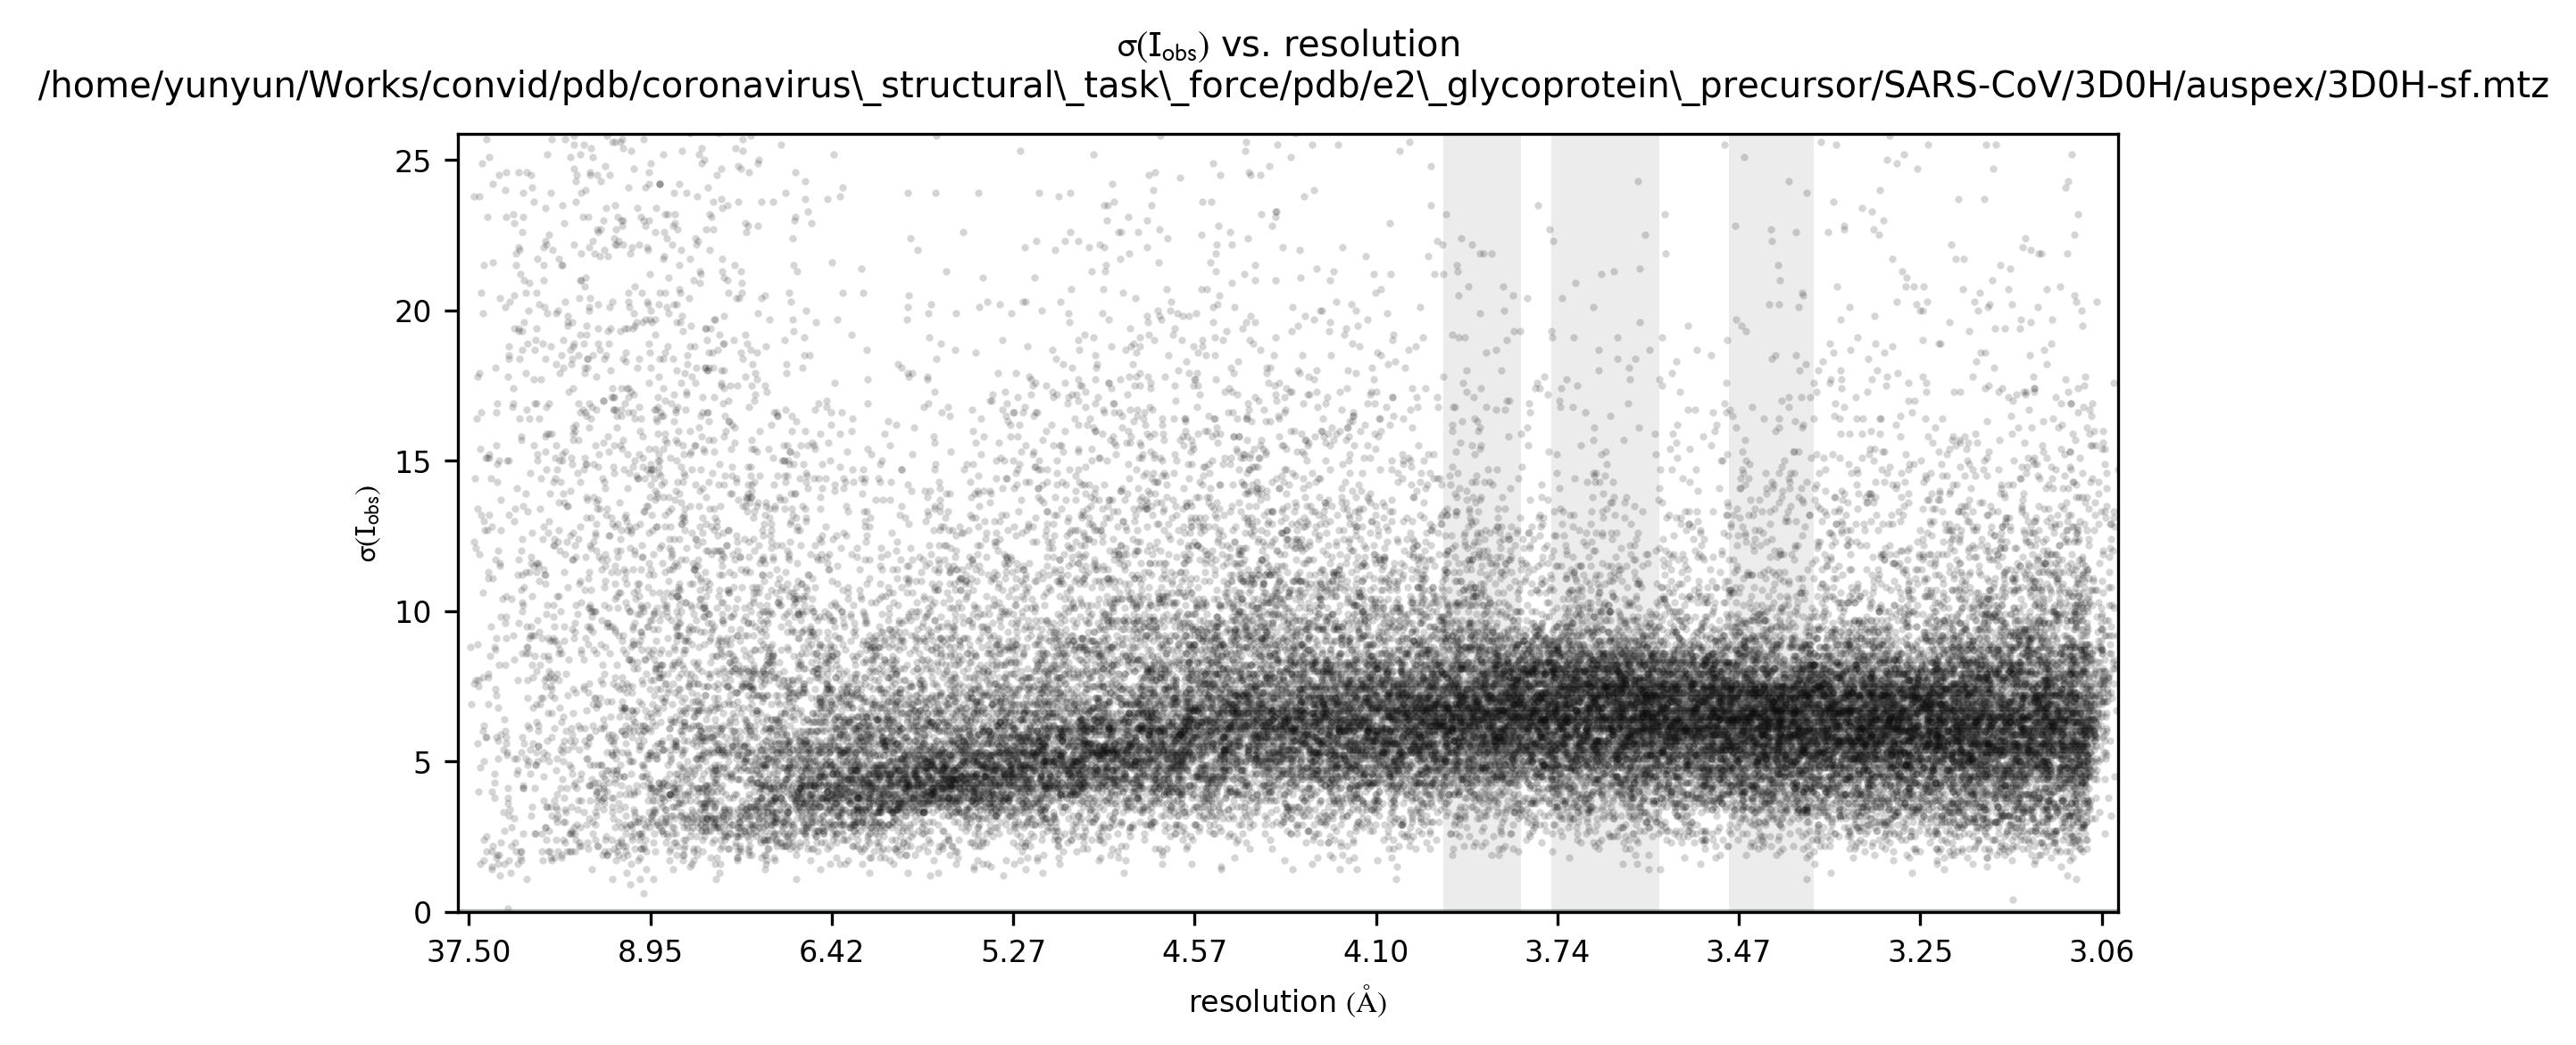 σ(Iobs) vs. resolution
/home/yunyun/Works/convid/pdb/coronavirus\_structural\_task\_force/pdb/e2\_glycoprotein\_precursor/SARS-CoV/3D0H/auspex/3D0H-sf.mtz
25
20
15
10
5
0
σ(Iobs)
37.50 8.95 6.42 5.27 4.57 4.10 3.74 3.47 3.25 3.06
resolution (Å)